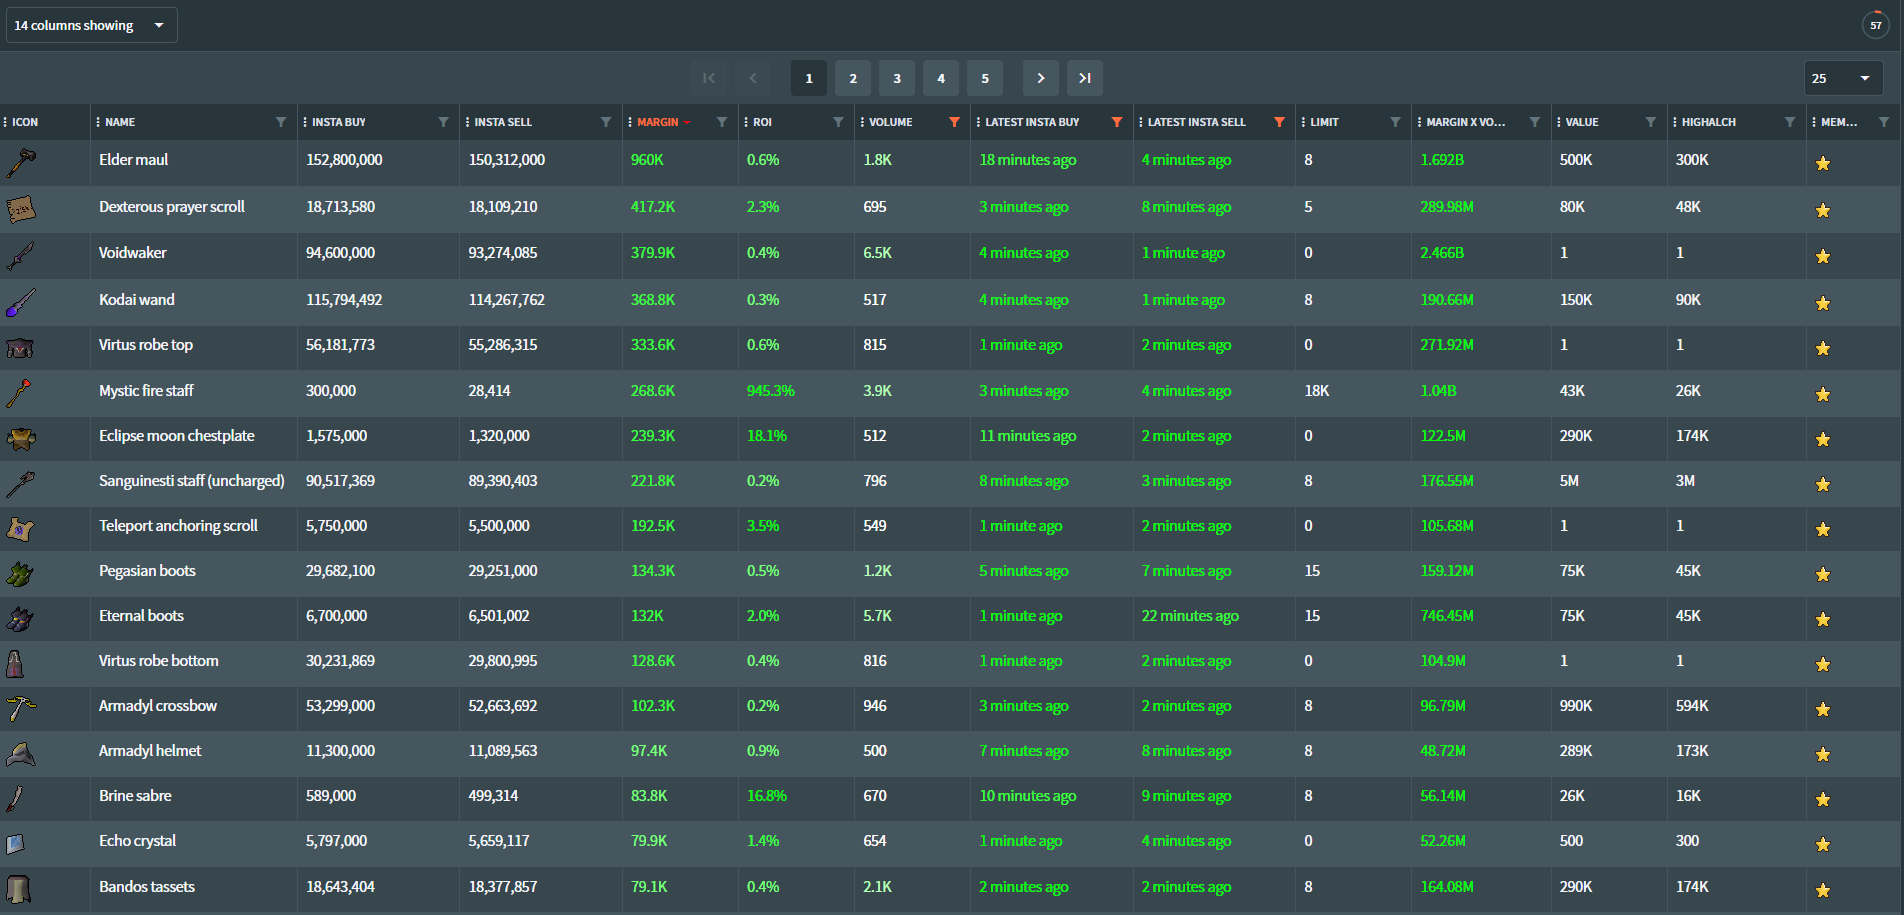 14 columns showing
57
1 2 3 4 5
25
ICON NAME INSTA BUY INSTA SELL MARGIN ROI VOLUME LATEST INSTA BUY LATEST INSTA SELL LIMIT MARGIN X VO... VALUE HIGHALCH MEM...
Elder maul 152,800,000 150,312,000 960K 0.6% 1.8K 18 minutes ago 4 minutes ago 8 1.692B 500K 300K
Dexterous prayer scroll 18,713,580 18,109,210 417.2K 2.3% 695 3 minutes ago 8 minutes ago 5 289.98M 80K 48K
Voidwaker 94,600,000 93,274,085 379.9K 0.4% 6.5K 4 minutes ago 1 minute ago 0 2.466B 1 1
Kodai wand 115,794,492 114,267,762 368.8K 0.3% 517 4 minutes ago 1 minute ago 8 190.66M 150K 90K
Virtus robe top 56,181,773 55,286,315 333.6K 0.6% 815 1 minute ago 2 minutes ago 0 271.92M 1 1
Mystic fire staff 300,000 28,414 268.6K 945.3% 3.9K 3 minutes ago 4 minutes ago 18K 1.04B 43K 26K
Eclipse moon chestplate 1,575,000 1,320,000 239.3K 18.1% 512 11 minutes ago 2 minutes ago 0 122.5M 290K 174K
Sanguinesti staff (uncharged) 90,517,369 89,390,403 221.8K 0.2% 796 8 minutes ago 3 minutes ago 8 176.55M 5M 3M
Teleport anchoring scroll 5,750,000 5,500,000 192.5K 3.5% 549 1 minute ago 2 minutes ago 0 105.68M 1 1
Pegasian boots 29,682,100 29,251,000 134.3K 0.5% 1.2K 5 minutes ago 7 minutes ago 15 159.12M 75K 45K
Eternal boots 6,700,000 6,501,002 132K 2.0% 5.7K 1 minute ago 22 minutes ago 15 746.45M 75K 45K
Virtus robe bottom 30,231,869 29,800,995 128.6K 0.4% 816 1 minute ago 2 minutes ago 0 104.9M 1 1
Armadyl crossbow 53,299,000 52,663,692 102.3K 0.2% 946 3 minutes ago 2 minutes ago 8 96.79M 990K 594K
Armadyl helmet 11,300,000 11,089,563 97.4K 0.9% 500 7 minutes ago 8 minutes ago 8 48.72M 289K 173K
Brine sabre 589,000 499,314 83.8K 16.8% 670 10 minutes ago 9 minutes ago 8 56.14M 26K 16K
Echo crystal 5,797,000 5,659,117 79.9K 1.4% 654 1 minute ago 4 minutes ago 0 52.26M 500 300
Bandos tassets 18,643,404 18,377,857 79.1K 0.4% 2.1K 2 minutes ago 2 minutes ago 8 164.08M 290K 174K